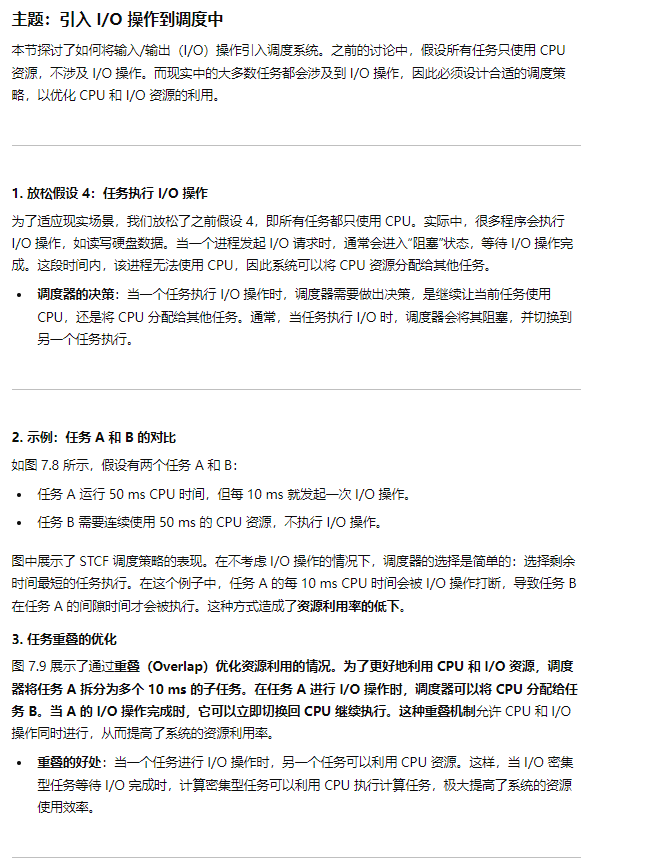 主题：引入 I/O 操作到调度中
本节探讨了如何将输入/输出（I/O）操作引入调度系统。之前的讨论中，假设所有任务只使用 CPU
资源，不涉及 I/O 操作。而现实中的大多数任务都会涉及到 I/O 操作，因此必须设计合适的调度策
略，以优化 CPU 和 I/O 资源的利用。
1. 放松假设 4：任务执行 I/O 操作
为了适应现实场景，我们放松了之前假设 4，即所有任务都只使用 CPU。实际中，很多程序会执行
I/O 操作，如读写硬盘数据。当一个进程发起 I/O 请求时，通常会进入“阻塞”状态，等待 I/O 操作完
成。这段时间内，该进程无法使用 CPU，因此系统可以将 CPU 资源分配给其他任务。
• 调度器的决策：当一个任务执行 I/O 操作时，调度器需要做出决策，是继续让当前任务使用
CPU，还是将 CPU 分配给其他任务。通常，当任务执行 I/O 时，调度器会将其阻塞，并切换到
另一个任务执行。
2. 示例：任务 A 和 B 的对比
如图 7.8 所示，假设有两个任务 A 和 B：
• 任务 A 运行 50 ms CPU 时间，但每 10 ms 就发起一次 I/O 操作。
• 任务 B 需要连续使用 50 ms 的 CPU 资源，不执行 I/O 操作。
图中展示了 STCF 调度策略的表现。在不考虑 I/O 操作的情况下，调度器的选择是简单的：选择剩余
时间最短的任务执行。在这个例子中，任务 A 的每 10 ms CPU 时间会被 I/O 操作打断，导致任务 B
在任务 A 的间隙时间才会被执行。这种方式造成了资源利用率的低下。
3. 任务重叠的优化
图 7.9 展示了通过重叠（Overlap）优化资源利用的情况。为了更好地利用 CPU 和 I/O 资源，调度
器将任务 A 拆分为多个 10 ms 的子任务。在任务 A 进行 I/O 操作时，调度器可以将 CPU 分配给任
务 B。当 A 的 I/O 操作完成时，它可以立即切换回 CPU 继续执行。这种重叠机制允许 CPU 和 I/O
操作同时进行，从而提高了系统的资源利用率。
• 重叠的好处：当一个任务进行 I/O 操作时，另一个任务可以利用 CPU 资源。这样，当 I/O 密集
型任务等待 I/O 完成时，计算密集型任务可以利用 CPU 执行计算任务，极大提高了系统的资源
使用效率。